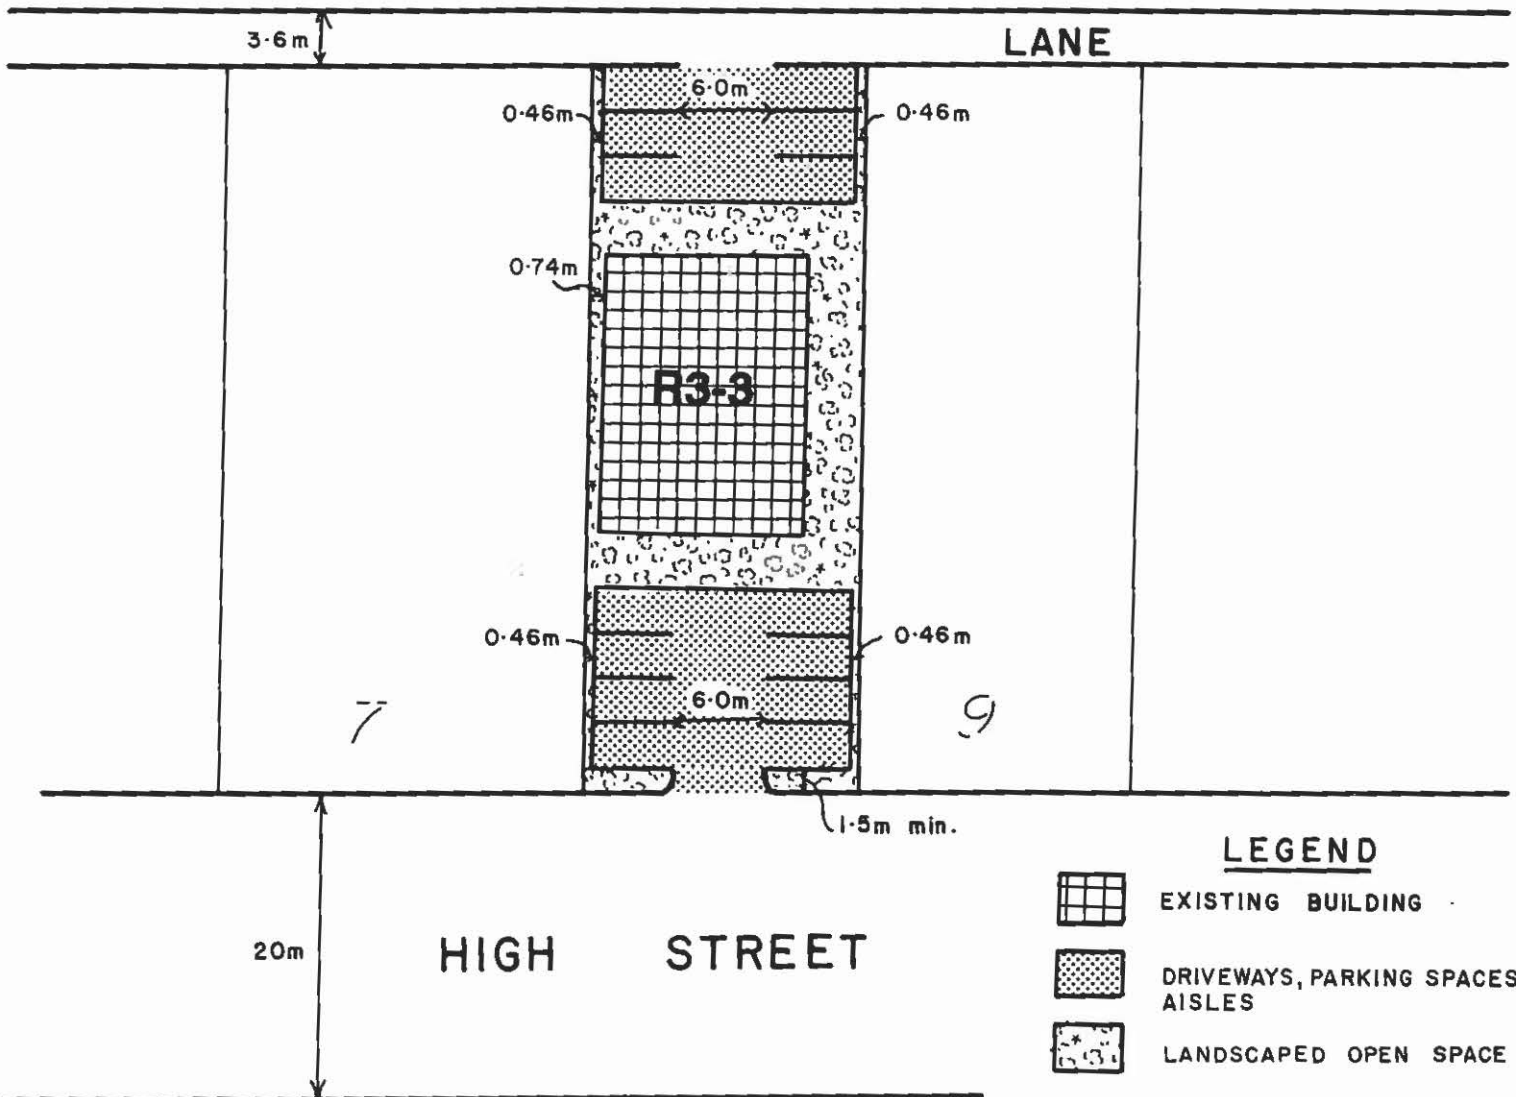 3.6m
LANE
6.0m
0.46m
0.46m
0.74m
R3-3
0.46m
0.46m
6.0m
7
9
1.5m min.
LEGEND
EXISTING BUILDING
20m
HIGH STREET
DRIVEWAYS, PARKING SPACES
AISLES
LANDSCAPED OPEN SPACE